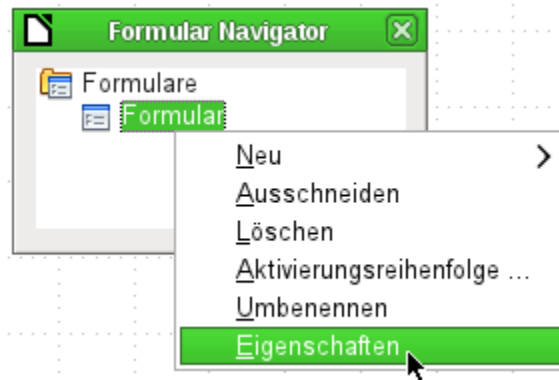 Formular Navigator
Formulare
Formular
Neu
Ausschneiden
Löschen
Aktivierungsreihenfolge ...
Umbenennen
Eigenschaften